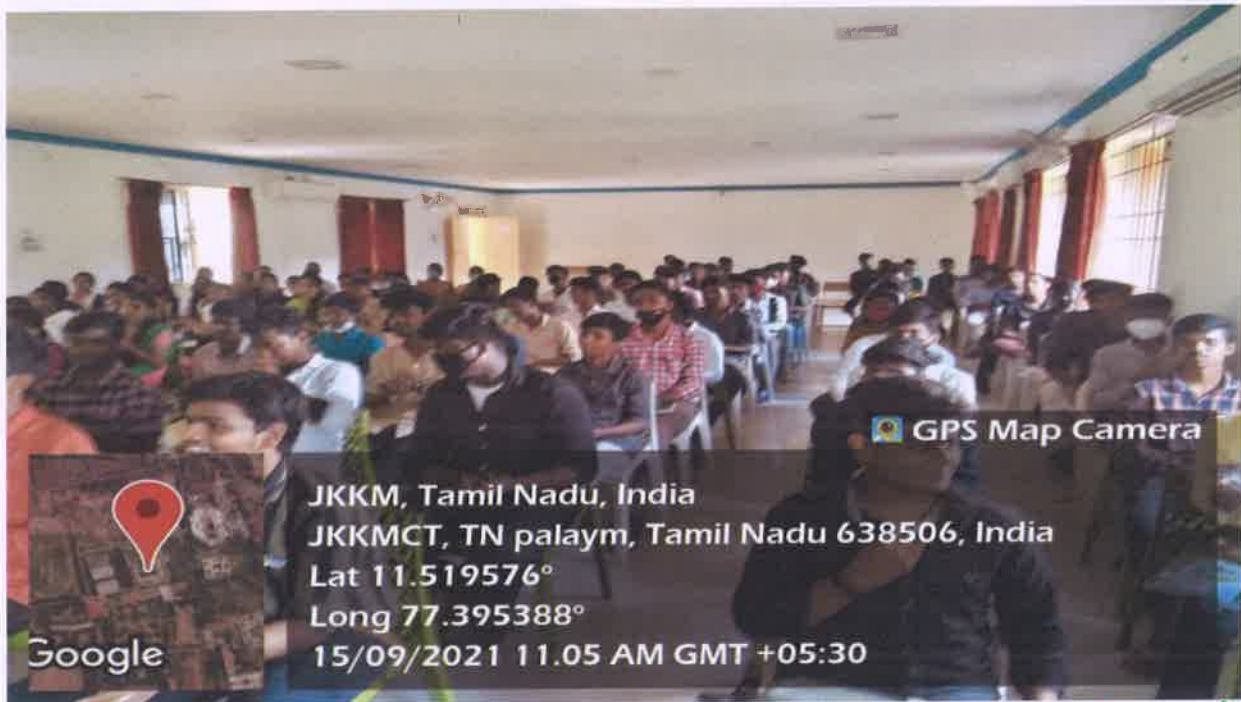 GPS Map Camera
JKKM, Tamil Nadu, India
JKKMCT, TN palaym, Tamil Nadu 638506, India
Lat 11.519576°
Long 77.395388°
15/09/2021 11.05 AM GMT +05:30
Google